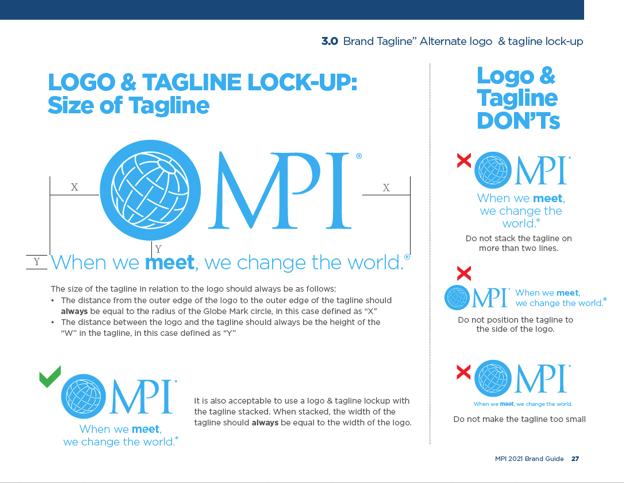 3.0 Brand Tagline” Alternate logo & tagline lock-up
LOGO & TAGLINE LOCK-UP:
Size of Tagline
X
MPI®
X
Y
Y
When we meet, we change the world.®
The size of the tagline in relation to the logo should always be as follows:
• The distance from the outer edge of the logo to the outer edge of the tagline should
always be equal to the radius of the Globe Mark circle, in this case defined as “X”
• The distance between the logo and the tagline should always be the height of the
“W” in the tagline, in this case defined as “Y”
MPI
When we meet,
we change the world.®
It is also acceptable to use a logo & tagline lockup with
the tagline stacked. When stacked, the width of the
tagline should always be equal to the width of the logo.
Logo &
Tagline
DON’Ts
MPI
When we meet,
we change the
world.®
Do not stack the tagline on
more than two lines.
MPI
When we meet,
we change the world.®
Do not position the tagline to
the side of the logo.
MPI
When we meet, we change the world.
Do not make the tagline too small
MPI 2021 Brand Guide 27